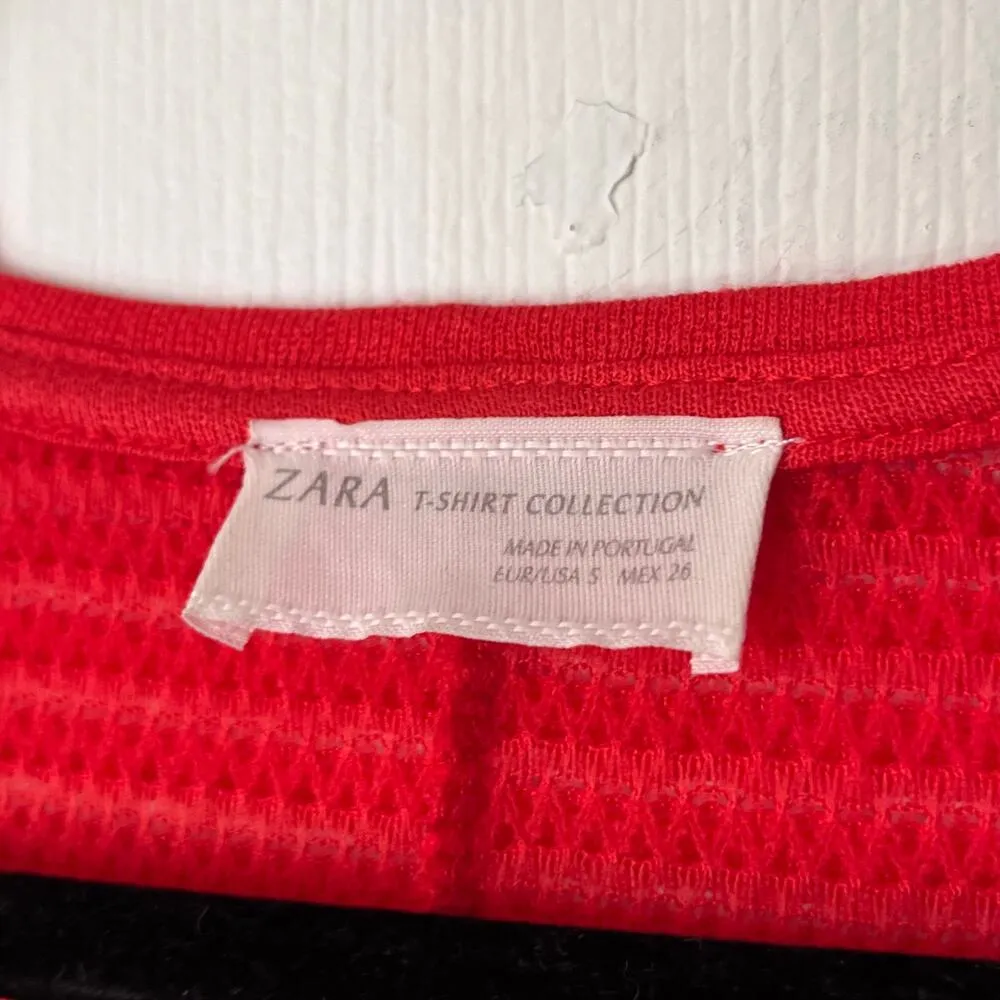 ZARA T-SHIRT COLLECTION
MADE IN PORTUGAL
EUR/USA S MEX 26